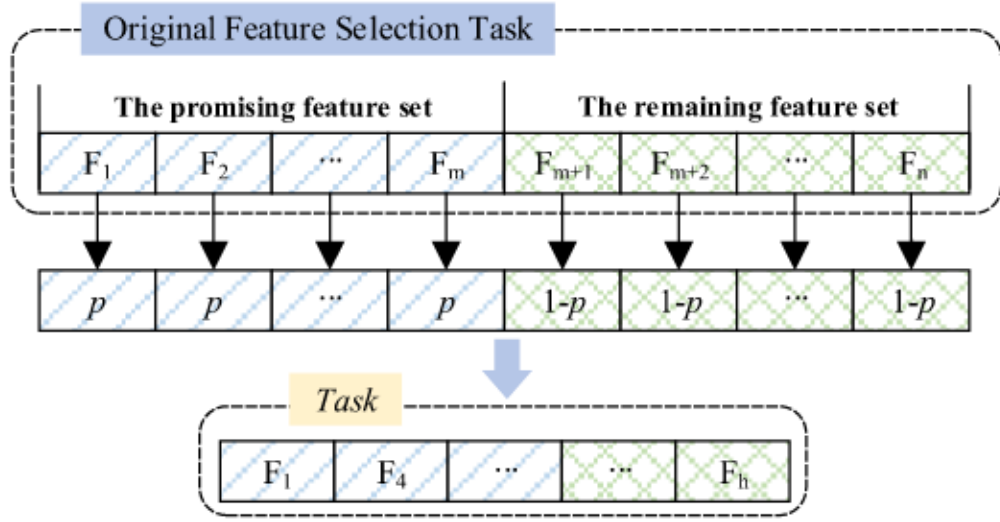 Original Feature Selection Task
The promising feature set The remaining feature set
F₁ F₂ ... Fₘ Fₘ₊₁ Fₘ₊₂ ... Fₙ
p p ... p 1-p 1-p ... 1-p
Task
F₁ F₄ ... ... Fₕ